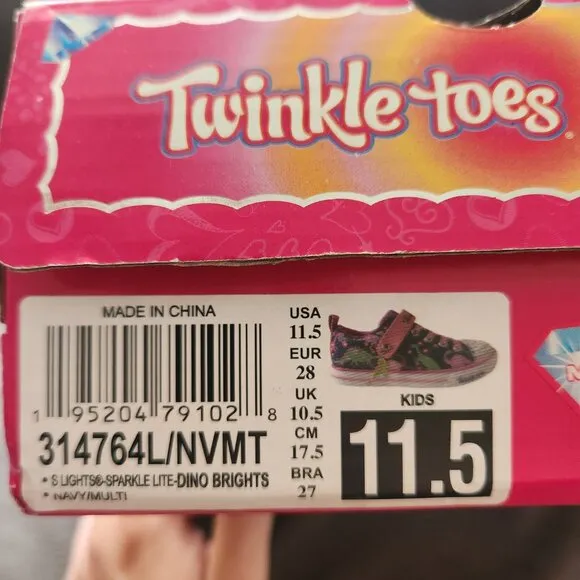 Twinkle toes
MADE IN CHINA
1 95204 79102 8
314764L/NVMT
* S LIGHTS®-SPARKLE LITE-DINO BRIGHTS
* NAVY/MULTI
USA
11.5
EUR
28
UK
10.5
CM
17.5
BRA
27
KIDS
11.5